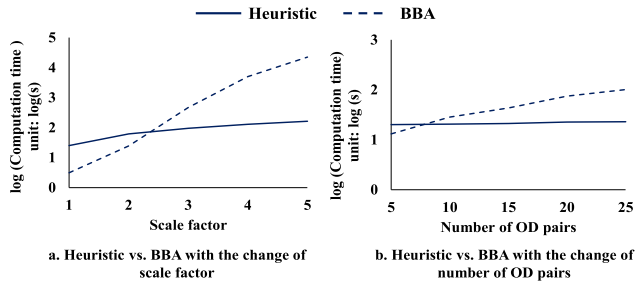 Heuristic BBA
log (Computation time )
unit: log(s)
5
4
3
2
1
0
1 2 3 4 5
Scale factor
a. Heuristic vs. BBA with the change of
scale factor
log (Computation time)
unit: log (s)
3
2
1
0
5 10 15 20 25
Number of OD pairs
b. Heuristic vs. BBA with the change of
number of OD pairs